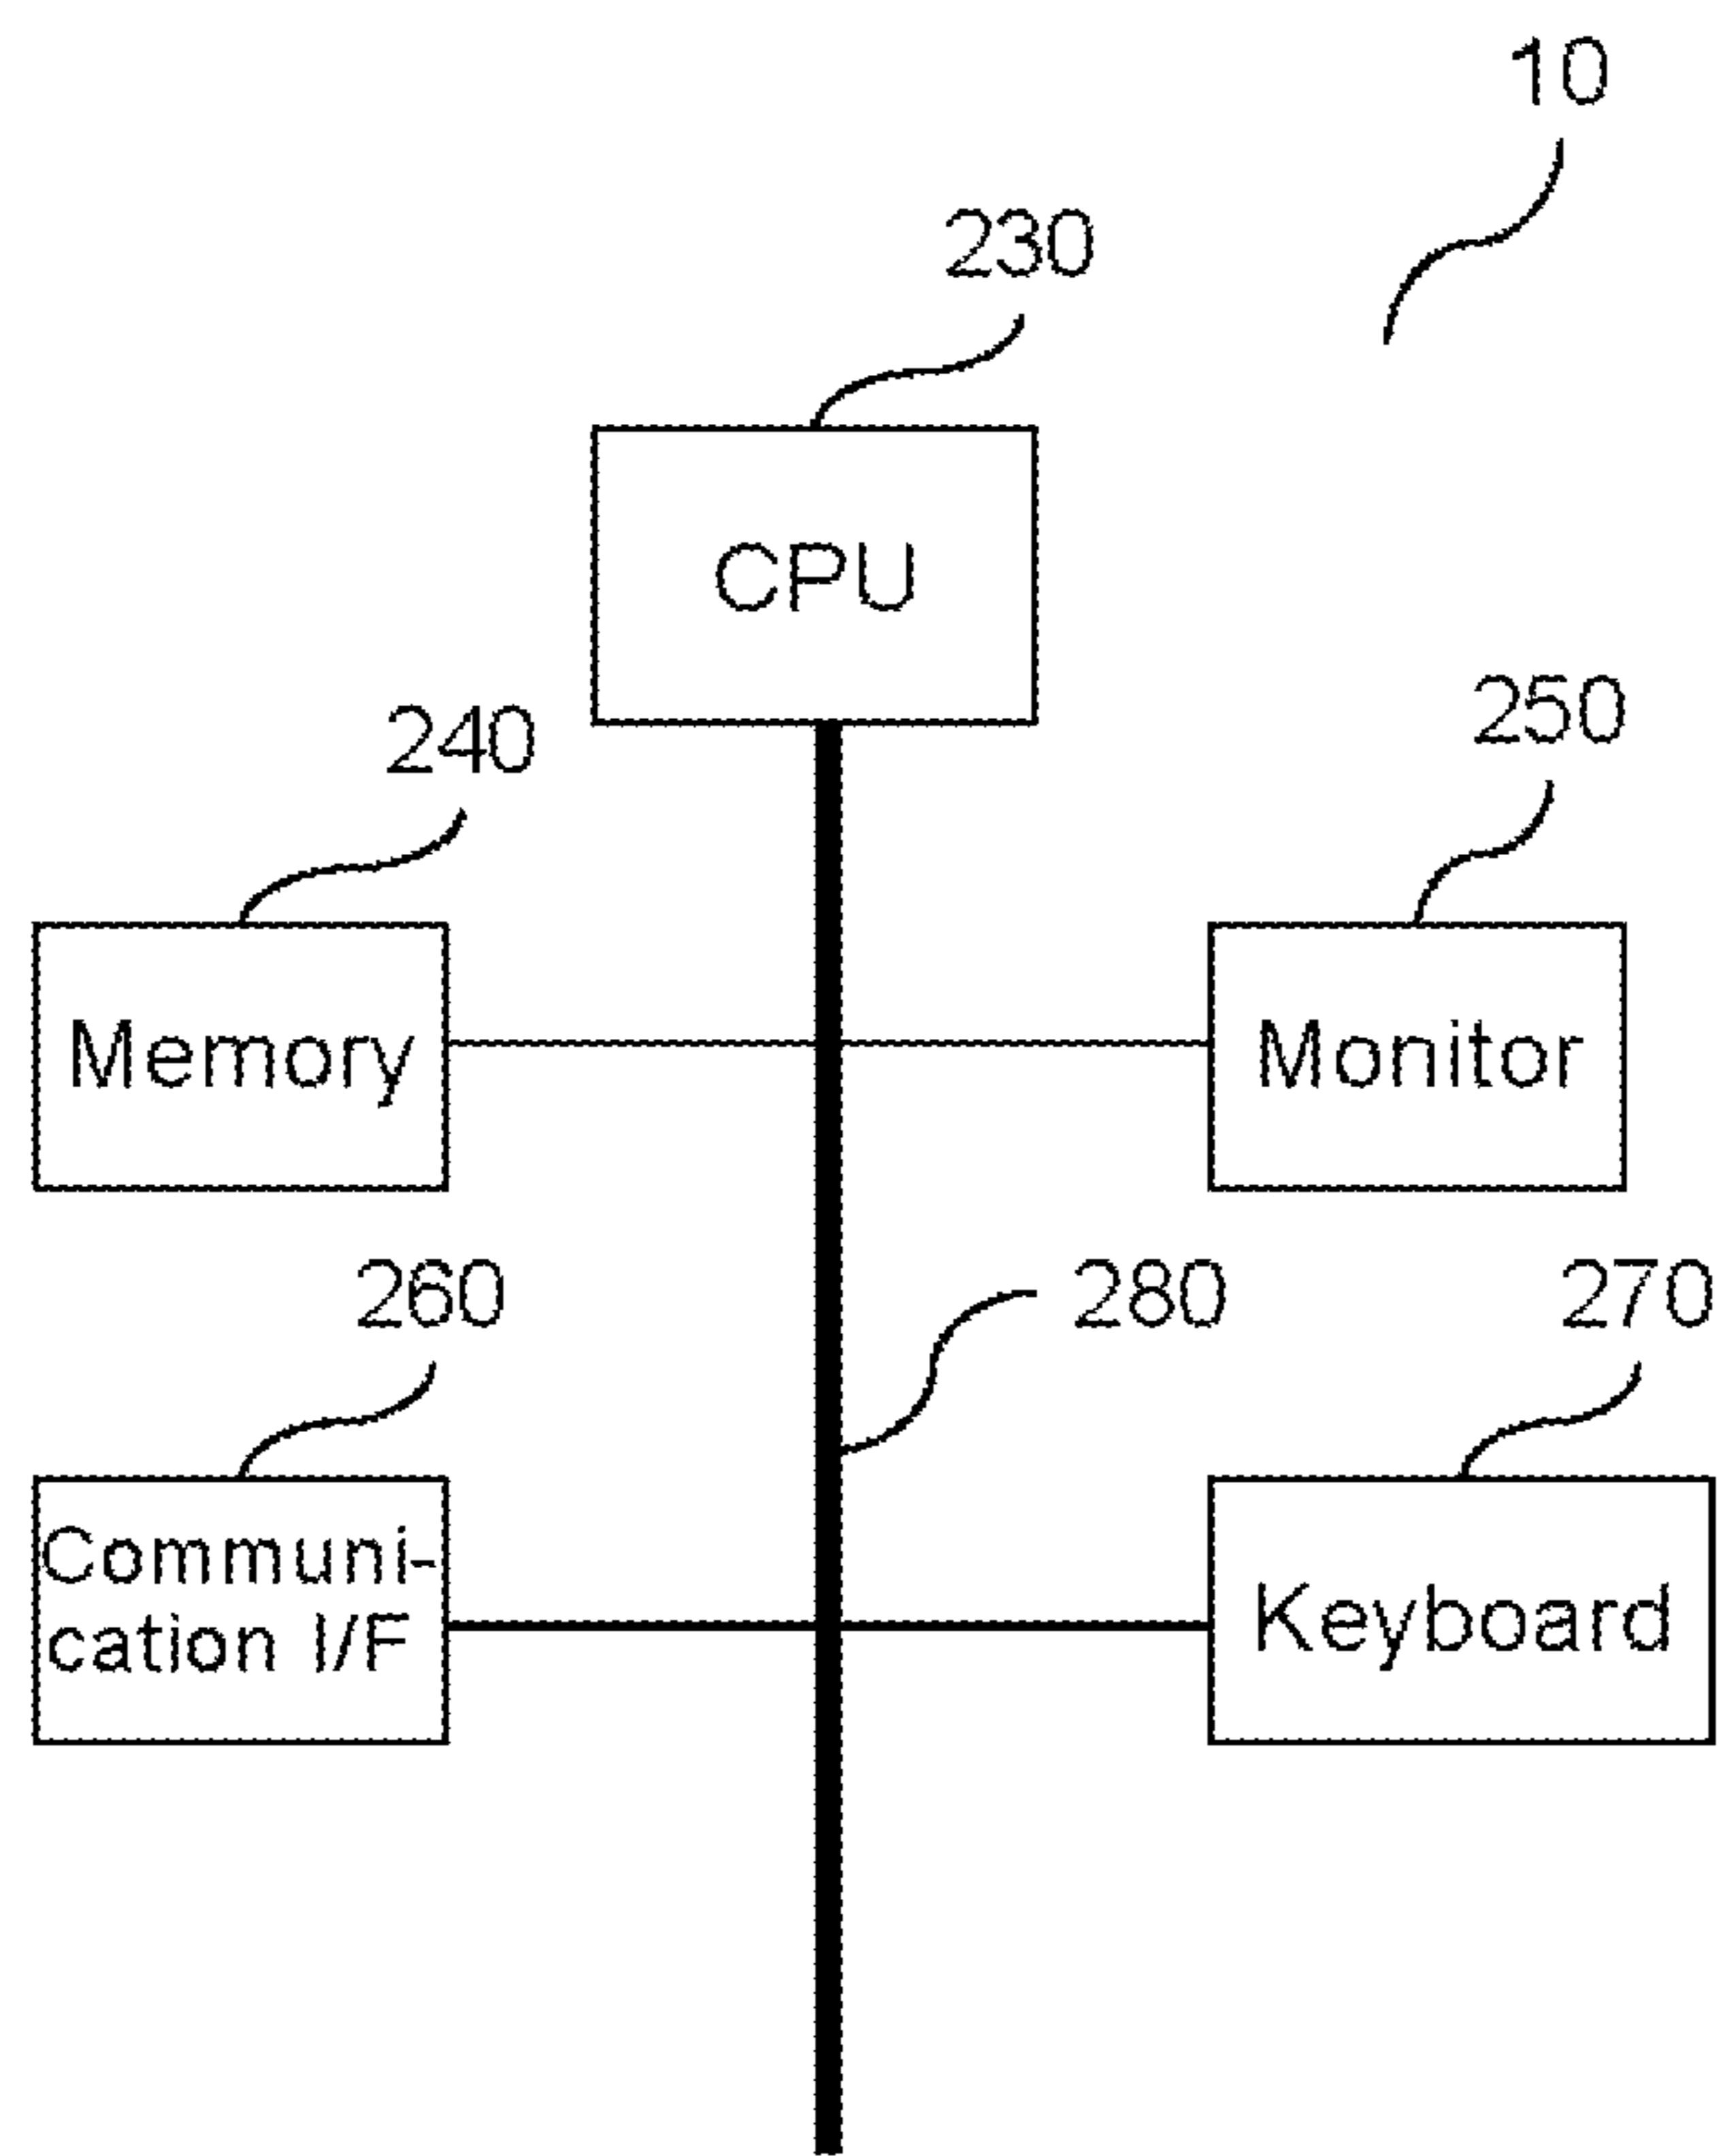 10
230
CPU
240
250
Memory
Monitor
260
280
270
Communi-
cation I/F
Keyboard